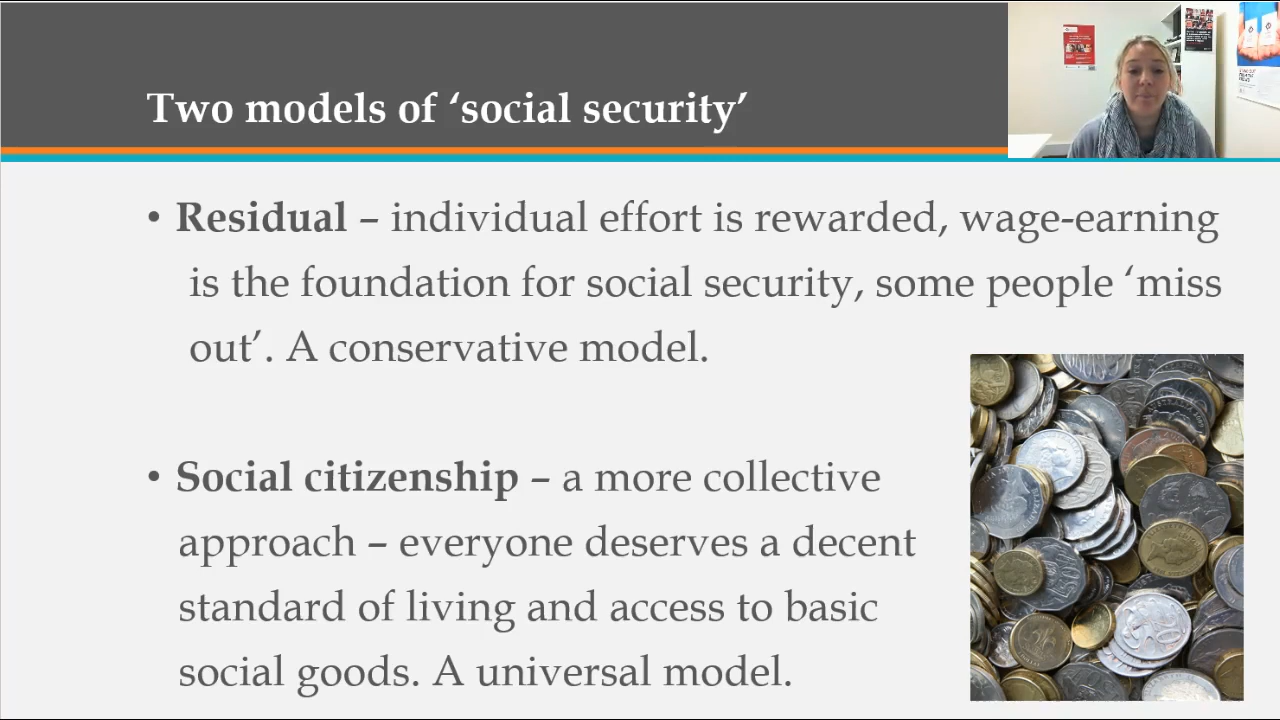 Two models of ‘social security’
• Residual – individual effort is rewarded, wage-earning
is the foundation for social security, some people ‘miss
out’. A conservative model.
• Social citizenship – a more collective
approach – everyone deserves a decent
standard of living and access to basic
social goods. A universal model.